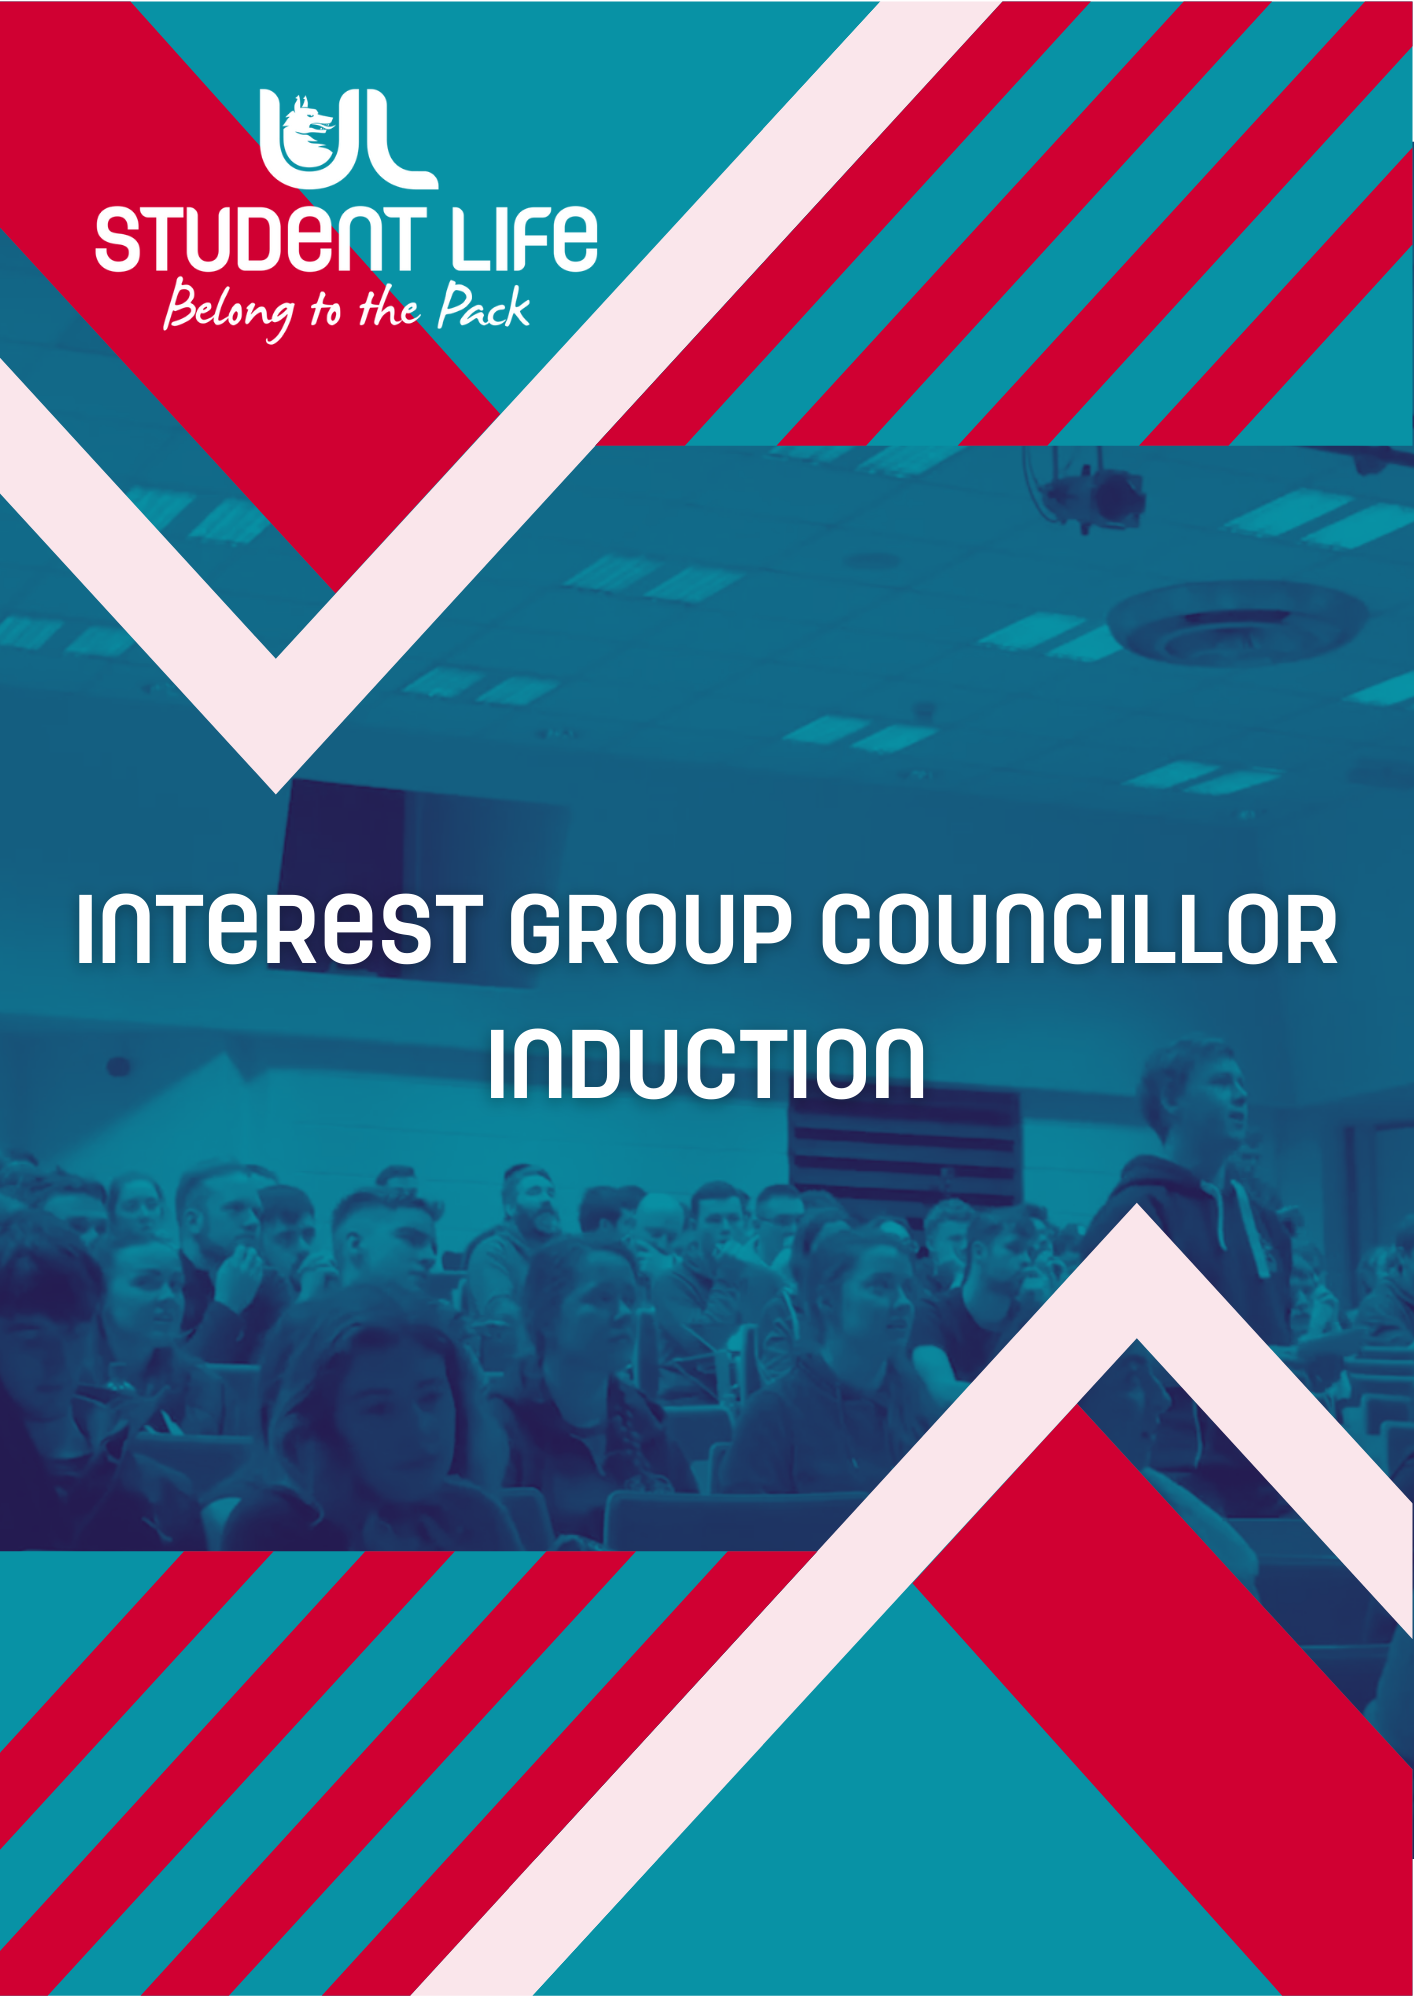 UL
STUDENT LIFE
Belong to the Pack
INTEREST GROUP COUNCILLOR
INDUCTION